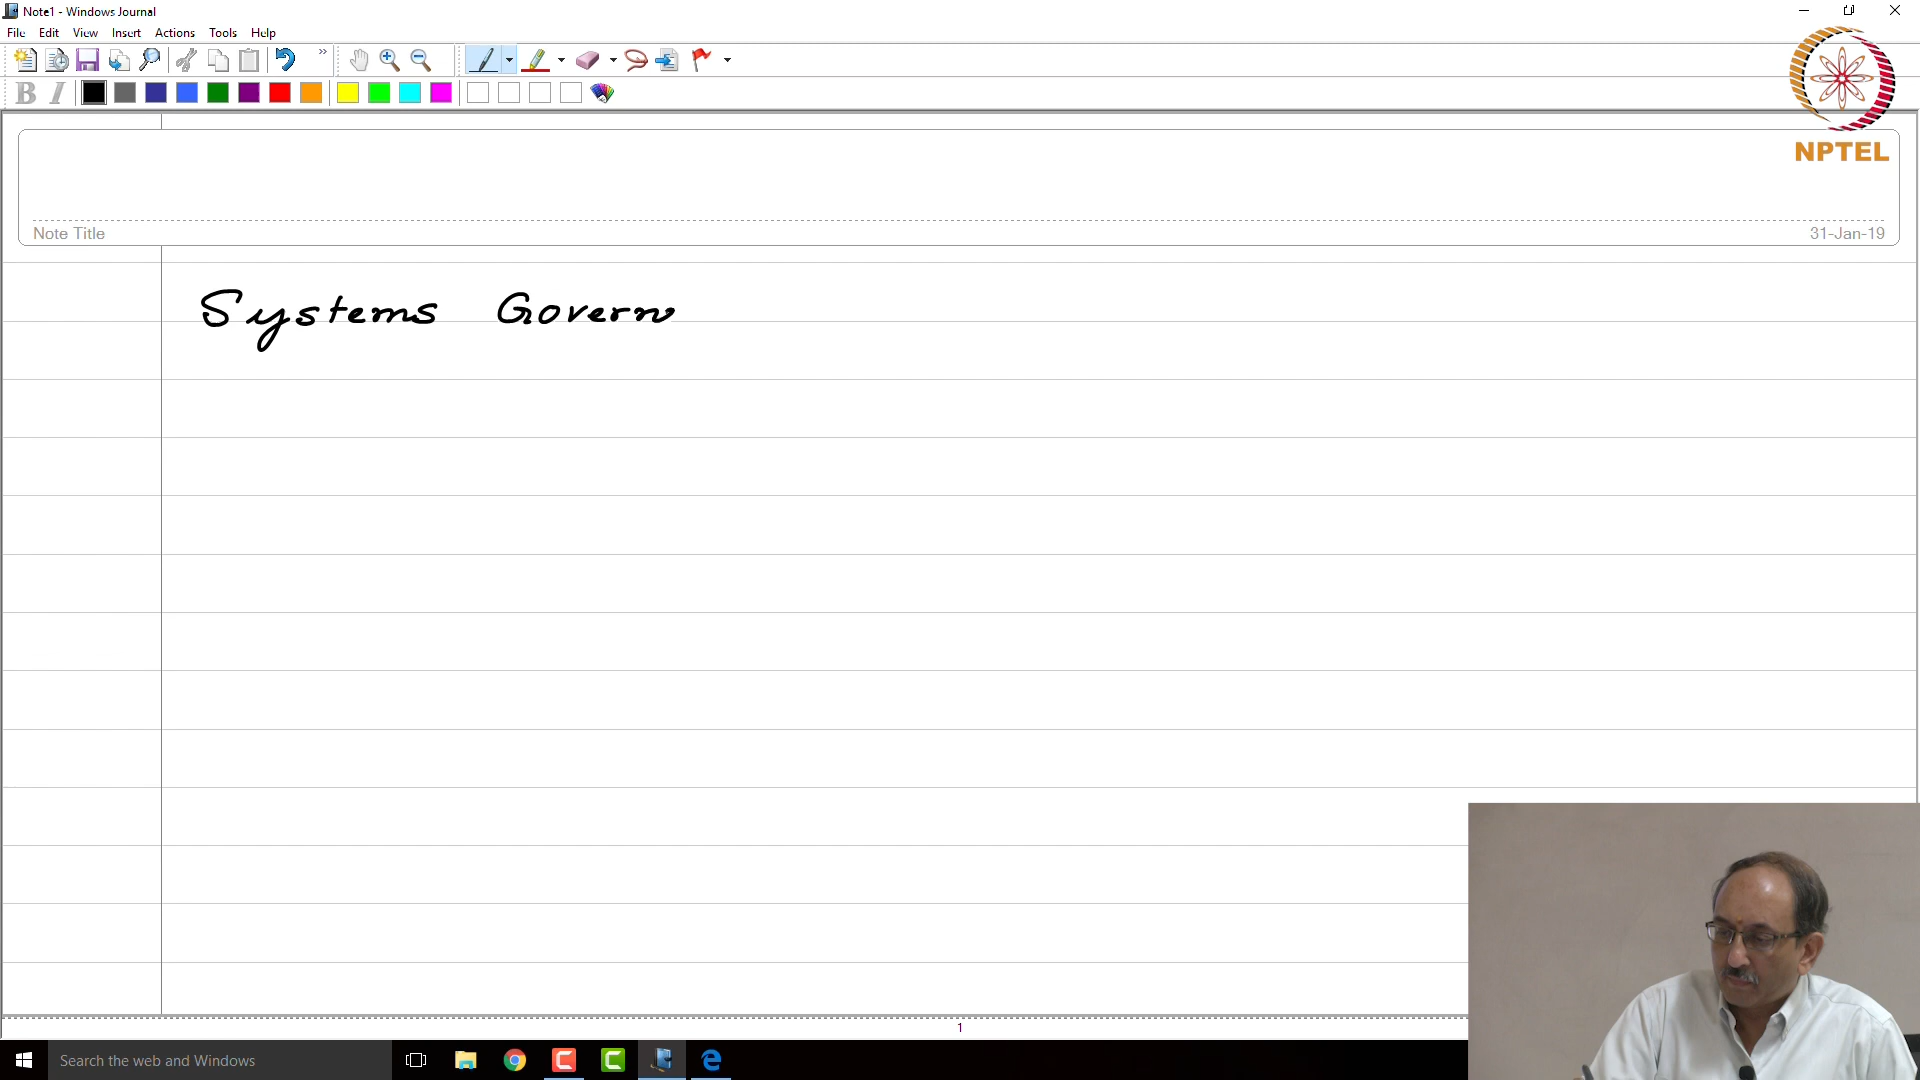 Note1 - Windows Journal
File Edit View Insert Actions Tools Help
»
B I
NPTEL
Note Title
31-Jan-19
Systems Govern
1
Search the web and Windows